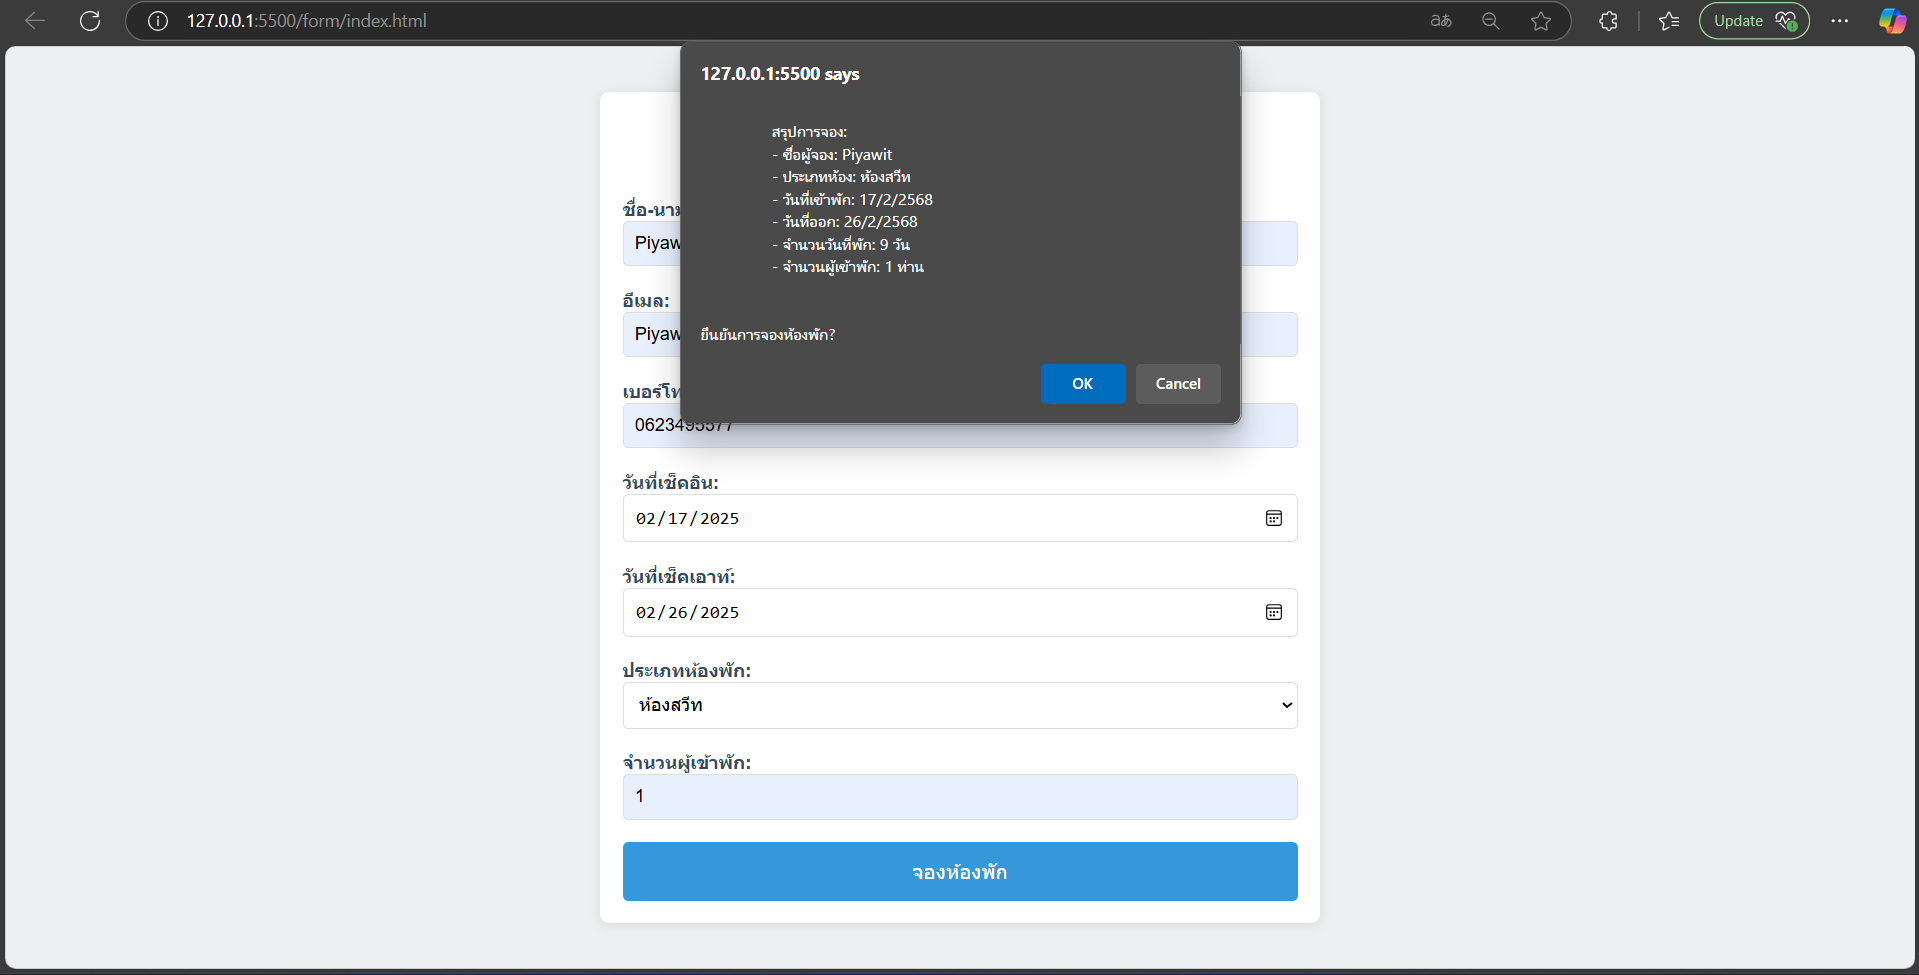 127.0.0.1:5500/form/index.html
aあ
Update
127.0.0.1:5500 says
สรุปการจอง:
- ชื่อผู้จอง: Piyawit
- ประเภทห้อง: ห้องสวีท
- วันที่เข้าพัก: 17/2/2568
- วันที่ออก: 26/2/2568
- จำนวนวันที่พัก: 9 วัน
- จำนวนผู้เข้าพัก: 1 ท่าน
ยืนยันการจองห้องพัก?
OK
Cancel
ชื่อ-นาม
Piyaw
อีเมล:
Piyaw
เบอร์โท
0623495577
วันที่เช็คอิน:
02/17/2025
วันที่เช็คเอาท์:
02/26/2025
ประเภทห้องพัก:
ห้องสวีท
จำนวนผู้เข้าพัก:
1
จองห้องพัก